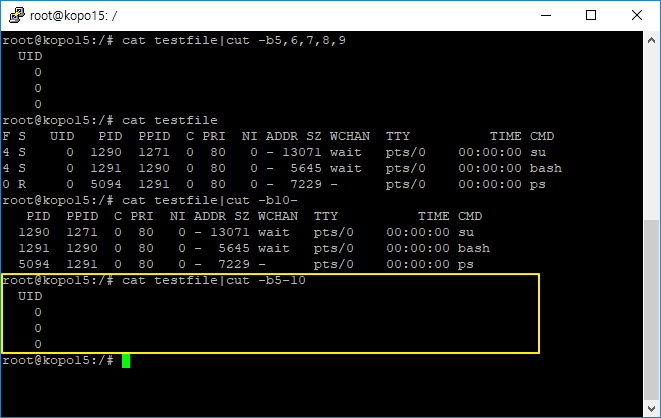 root@kopo15: /
root@kopo15:/# cat testfile|cut -b5,6,7,8,9
  UID
    0
    0
    0
root@kopo15:/# cat testfile
F S   UID   PID  PPID  C PRI  NI ADDR SZ WCHAN  TTY          TIME CMD
4 S     0  1290  1271  0  80   0 - 13071 wait   pts/0    00:00:00 su
4 S     0  1291  1290  0  80   0 -  5645 wait   pts/0    00:00:00 bash
0 R     0  5094  1291  0  80   0 -  7229 -      pts/0    00:00:00 ps
root@kopo15:/# cat testfile|cut -b10-
   PID  PPID  C PRI  NI ADDR SZ WCHAN  TTY          TIME CMD
  1290  1271  0  80   0 - 13071 wait   pts/0    00:00:00 su
  1291  1290  0  80   0 -  5645 wait   pts/0    00:00:00 bash
  5094  1291  0  80   0 -  7229 -      pts/0    00:00:00 ps
root@kopo15:/# cat testfile|cut -b5-10
  UID
    0
    0
    0
root@kopo15:/#